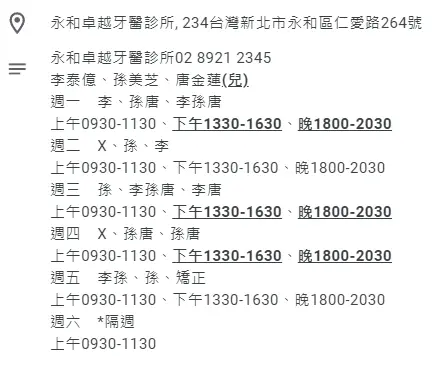 永和卓越牙醫診所, 234台灣新北市永和區仁愛路264號
永和卓越牙醫診所02 8921 2345
李泰億、孫美芝、唐金蓮(兒)
週一　李、孫唐、李孫唐
上午0930-1130、下午1330-1630、晚1800-2030
週二　X、孫、李
上午0930-1130、下午1330-1630、晚1800-2030
週三　孫、李孫唐、李唐
上午0930-1130、下午1330-1630、晚1800-2030
週四　X、孫唐、孫唐
上午0930-1130、下午1330-1630、晚1800-2030
週五　李孫、孫、矯正
上午0930-1130、下午1330-1630、晚1800-2030
週六　*隔週
上午0930-1130